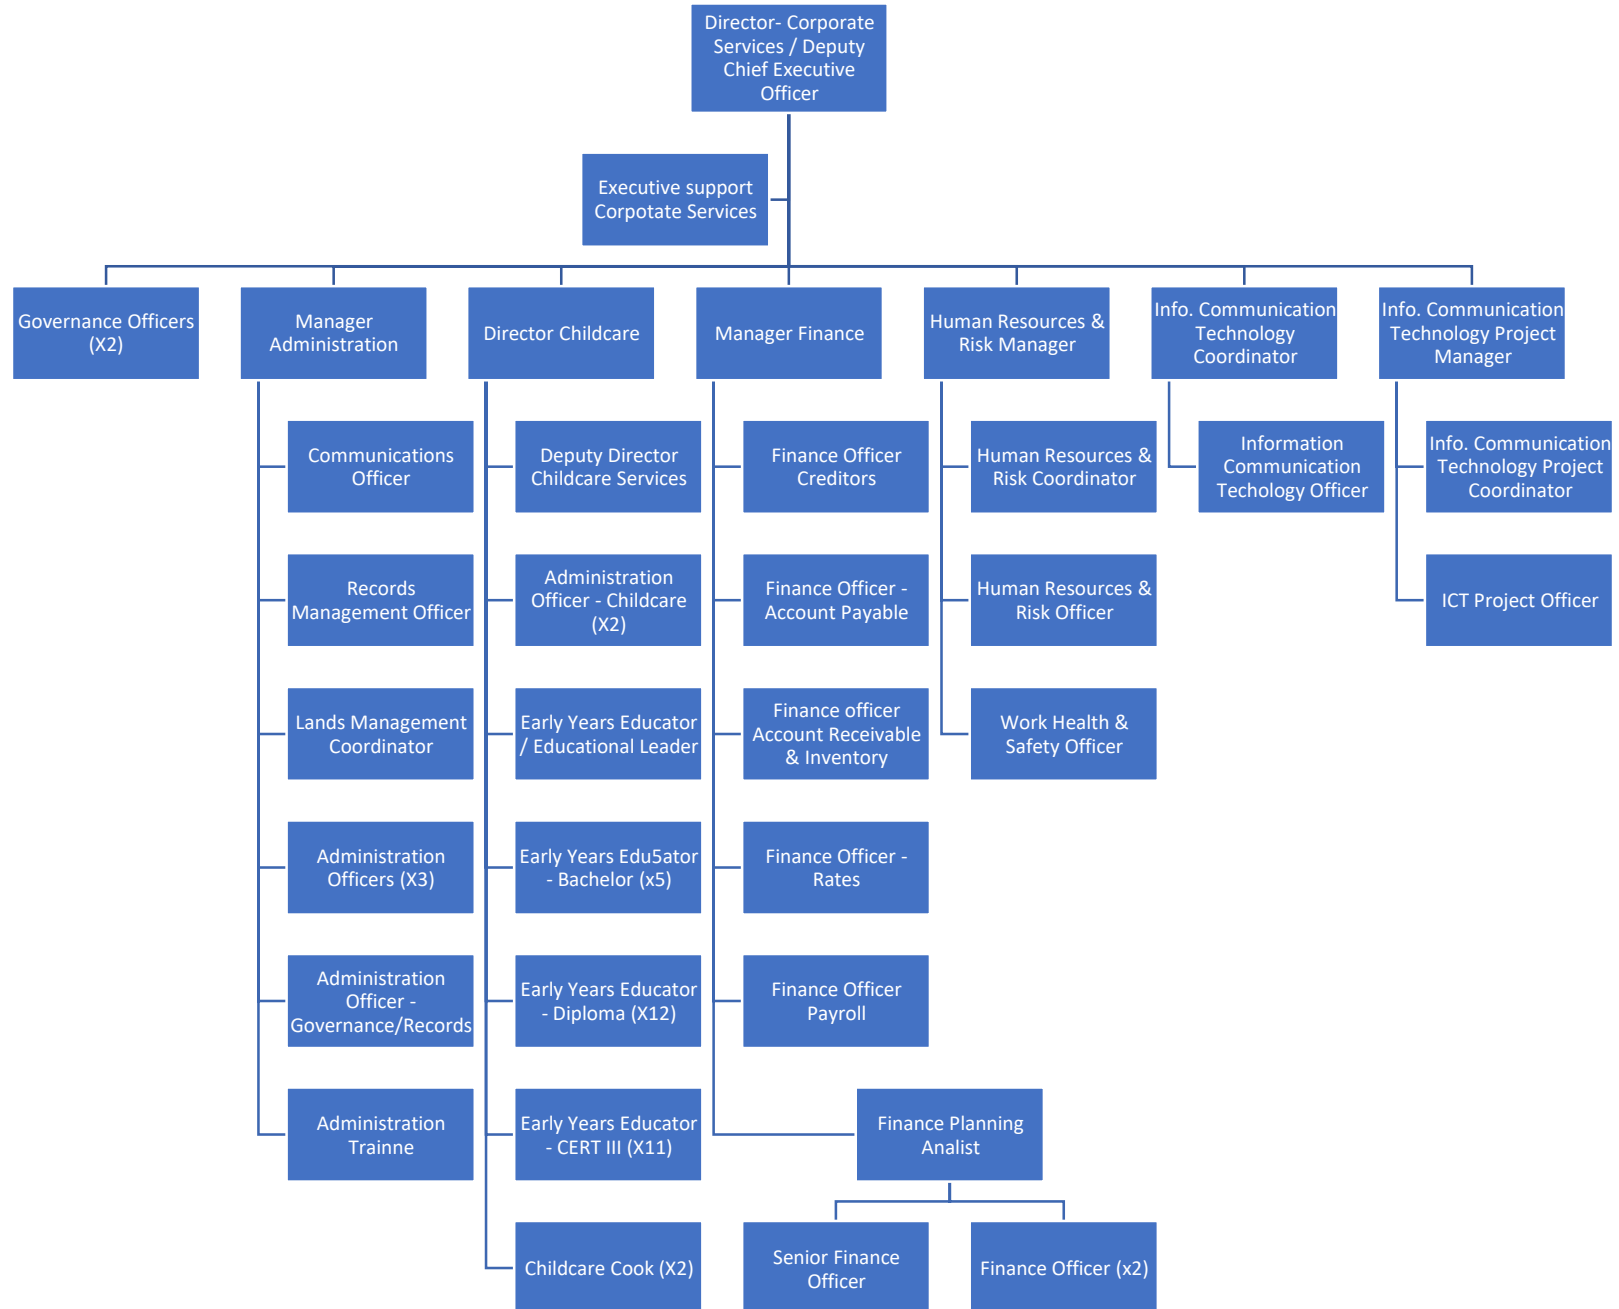 Director- Corporate
Services / Deputy
Chief Executive
Officer
Executive support
Corpotate Services
Governance Officers
(X2)
Manager
Administration
Director Childcare
Manager Finance
Human Resources &
Risk Manager
Info. Communication
Technology
Coordinator
Info. Communication
Technology Project
Manager
Communications
Officer
Deputy Director
Childcare Services
Finance Officer
Creditors
Human Resources &
Risk Coordinator
Information
Communication
Techology Officer
Info. Communication
Technology Project
Coordinator
Records
Management Officer
Administration
Officer - Childcare
(X2)
Finance Officer -
Account Payable
Human Resources &
Risk Officer
ICT Project Officer
Lands Management
Coordinator
Early Years Educator
/ Educational Leader
Finance officer
Account Receivable
& Inventory
Work Health &
Safety Officer
Administration
Officers (X3)
Early Years Edu5ator
- Bachelor (x5)
Finance Officer -
Rates
Administration
Officer -
Governance/Records
Early Years Educator
- Diploma (X12)
Finance Officer
Payroll
Administration
Trainne
Early Years Educator
- CERT III (X11)
Finance Planning
Analist
Childcare Cook (X2)
Senior Finance
Officer
Finance Officer (x2)